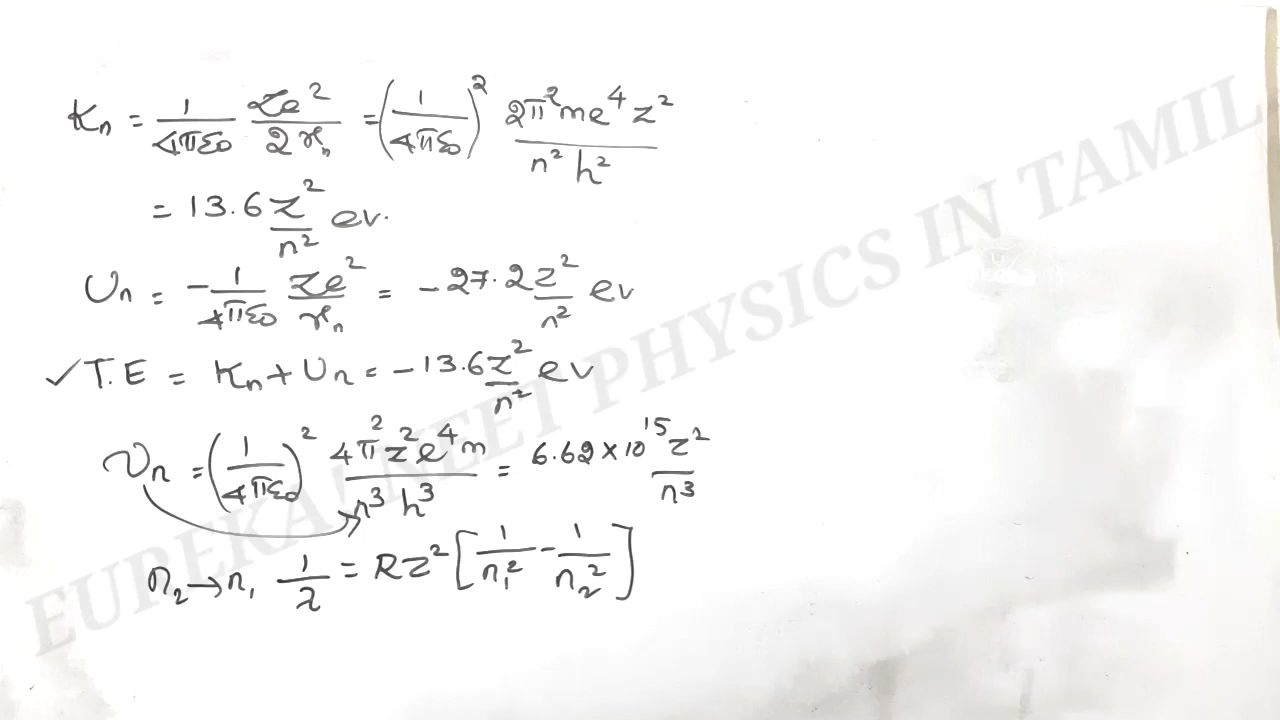 Kn = 1/4πε0 Ze²/2rn = (1/4πε0)² 2π²me⁴z²/n²h²
= 13.6 z²/n² ev.
Un = -1/4πε0 Ze²/rn = -27.2 z²/n² ev
✓T.E = Kn + Un = -13.6 z²/n² ev
νn = (1/4πε0)² 4π²z²e⁴m/n³h³ = 6.62 × 10¹⁵ z²/n³
n₂→n₁ 1/λ = Rz² [1/n₁² - 1/n₂²]
EUREKA! NEET PHYSICS IN TAMIL